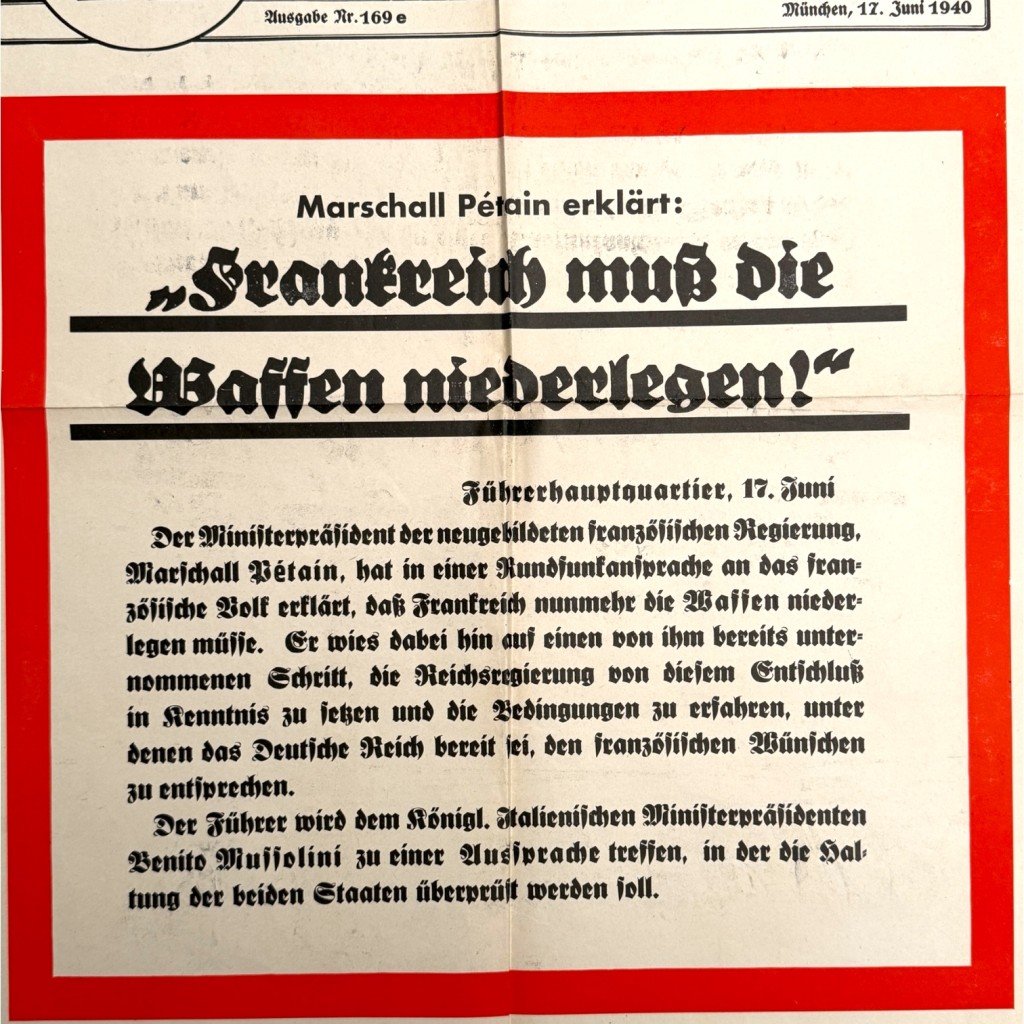 Ausgabe Nr. 169 e
München, 17. Juni 1940
Marschall Pétain erklärt:
„Frankreich muß die
Waffen niederlegen!“
Führerhauptquartier, 17. Juni
Der Ministerpräsident der neugebildeten französischen Regierung,
Marschall Pétain, hat in einer Rundfunkansprache an das fran-
zösische Volk erklärt, daß Frankreich nunmehr die Waffen nieder-
legen müsse. Er wies dabei hin auf einen von ihm bereits unter-
nommenen Schritt, die Reichsregierung von diesem Entschluß
in Kenntnis zu setzen und die Bedingungen zu erfahren, unter
denen das Deutsche Reich bereit sei, den französischen Wünschen
zu entsprechen.
Der Führer wird dem Königl. Italienischen Ministerpräsidenten
Benito Mussolini zu einer Aussprache treffen, in der die Hal-
tung der beiden Staaten überprüft werden soll.